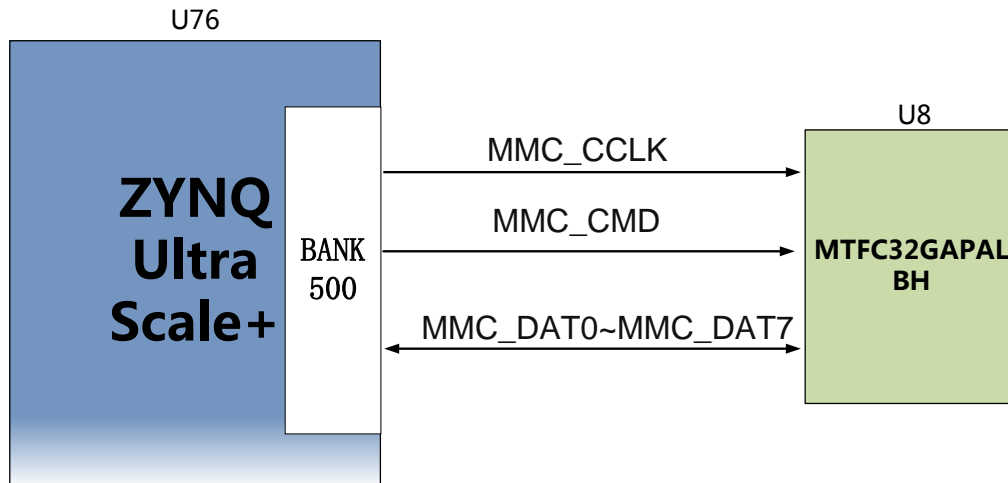 U76
ZYNQ
Ultra
Scale+
BANK
500
MMC_CCLK
MMC_CMD
MMC_DAT0~MMC_DAT7
U8
MTFC32GAPAL
BH